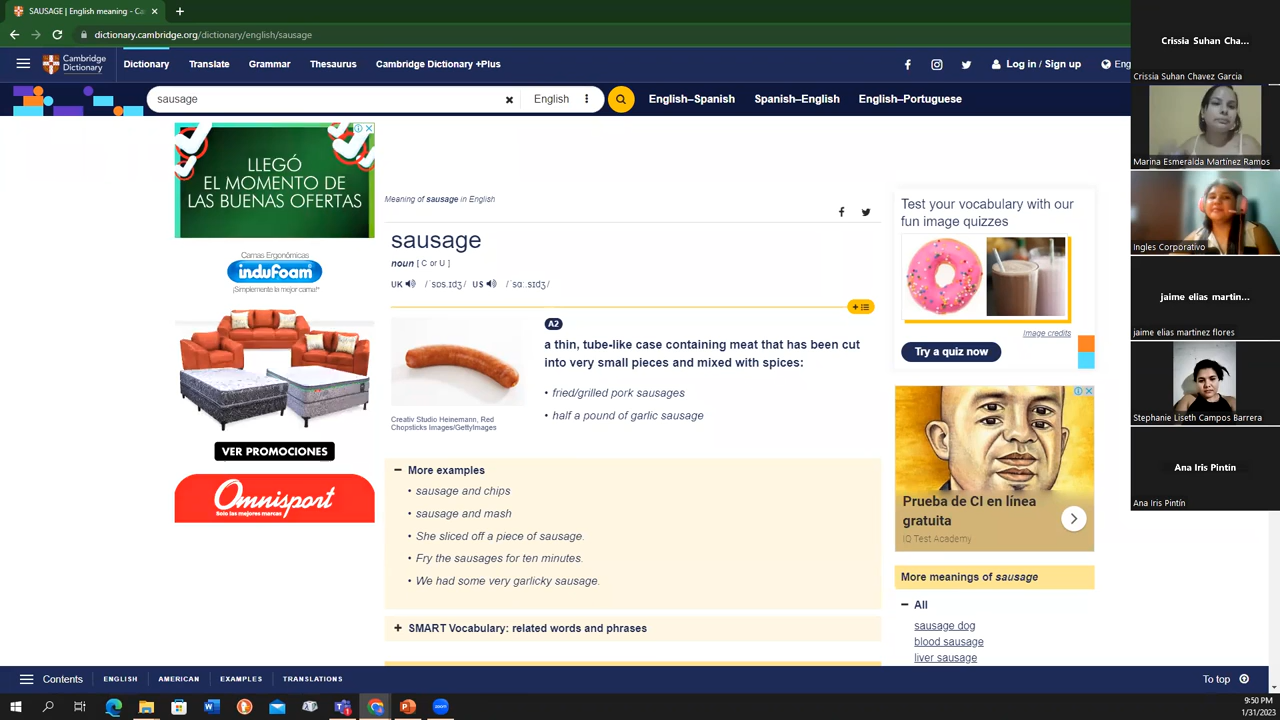 SAUSAGE | English meaning - Ca
dictionary.cambridge.org/dictionary/english/sausage
Cambridge
Dictionary
Dictionary
Translate
Grammar
Thesaurus
Cambridge Dictionary +Plus
Log in / Sign up
Eng
sausage
English
English–Spanish
Spanish–English
English–Portuguese
LLEGÓ
EL MOMENTO DE
LAS BUENAS OFERTAS
Camas Ergonómicas
induFoam
¡Simplemente la mejor cama!
VER PROMOCIONES
Omnisport
Solo las mejores marcas
Meaning of sausage in English
sausage
noun [ C or U ]
UK /ˈsɒs.ɪdʒ/ US /ˈsɑː.sɪdʒ/
A2
a thin, tube-like case containing meat that has been cut
into very small pieces and mixed with spices:
• fried/grilled pork sausages
• half a pound of garlic sausage
Creativ Studio Heinemann, Red
Chopsticks Images/GettyImages
– More examples
• sausage and chips
• sausage and mash
• She sliced off a piece of sausage.
• Fry the sausages for ten minutes.
• We had some very garlicky sausage.
+ SMART Vocabulary: related words and phrases
Test your vocabulary with our
fun image quizzes
Image credits
Try a quiz now
Prueba de CI en línea
gratuita
IQ Test Academy
More meanings of sausage
– All
sausage dog
blood sausage
liver sausage
Contents
ENGLISH
AMERICAN
EXAMPLES
TRANSLATIONS
To top
Crissia Suhan Cha...
Crissia Suhan Chavez Garcia
Marina Esmeralda Martínez Ramos
Ingles Corporativo
jaime elias martin...
jaime elias martinez flores
Stephanie Liseth Campos Barrera
Ana Iris Pintin
Ana Iris Pintín
9:50 PM
1/31/2023